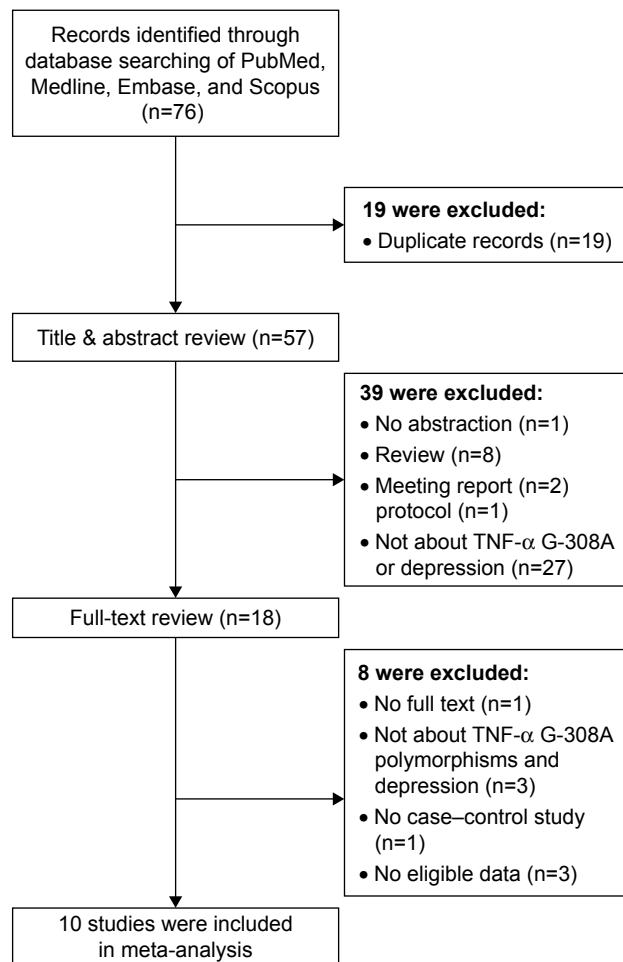 Records identified through
database searching of PubMed,
Medline, Embase, and Scopus
(n=76)
19 were excluded:
• Duplicate records (n=19)
Title & abstract review (n=57)
39 were excluded:
• No abstraction (n=1)
• Review (n=8)
• Meeting report (n=2)
protocol (n=1)
• Not about TNF-α G-308A
or depression (n=27)
Full-text review (n=18)
8 were excluded:
• No full text (n=1)
• Not about TNF-α G-308A
polymorphisms and
depression (n=3)
• No case–control study
(n=1)
• No eligible data (n=3)
10 studies were included
in meta-analysis